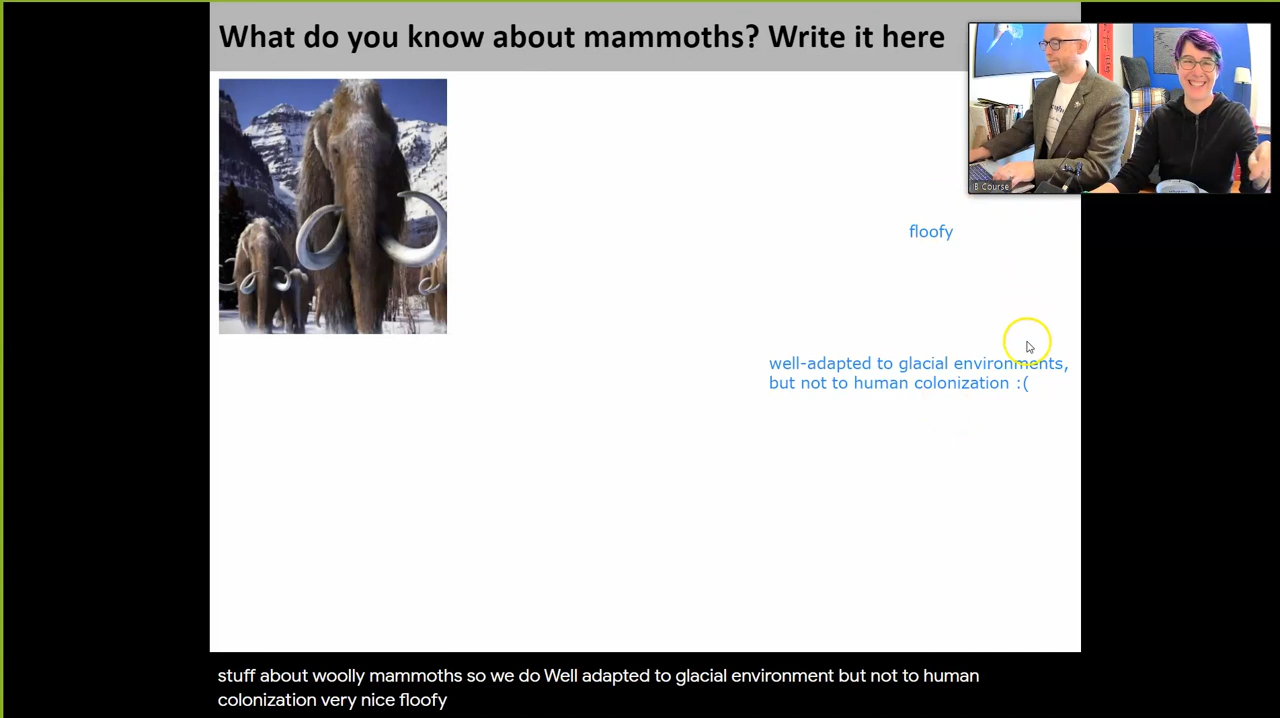 What do you know about mammoths? Write it here
floofy
well-adapted to glacial environments,
but not to human colonization :(
B Course
stuff about woolly mammoths so we do Well adapted to glacial environment but not to human
colonization very nice floofy